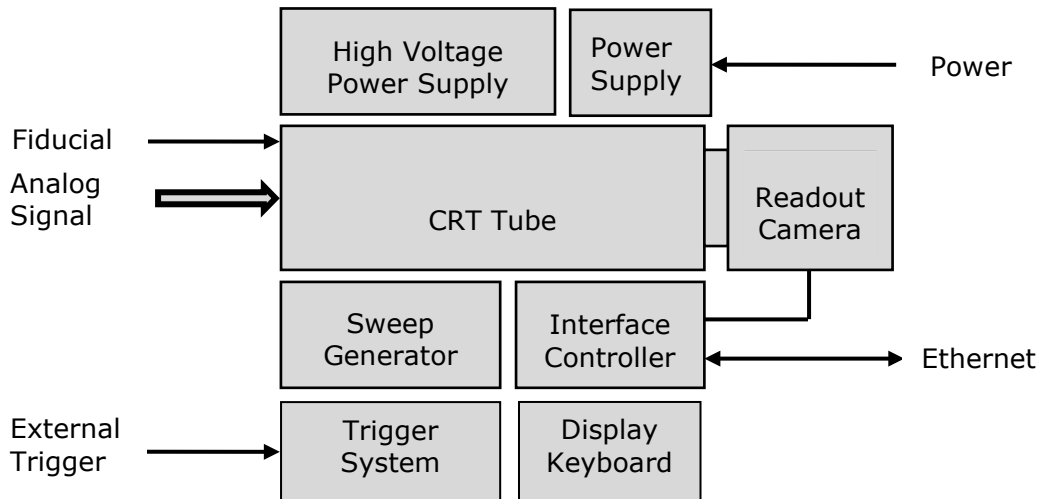 High Voltage
Power Supply
Power
Supply
Power
Fiducial
Analog
Signal
CRT Tube
Readout
Camera
Sweep
Generator
Interface
Controller
Ethernet
External
Trigger
Trigger
System
Display
Keyboard